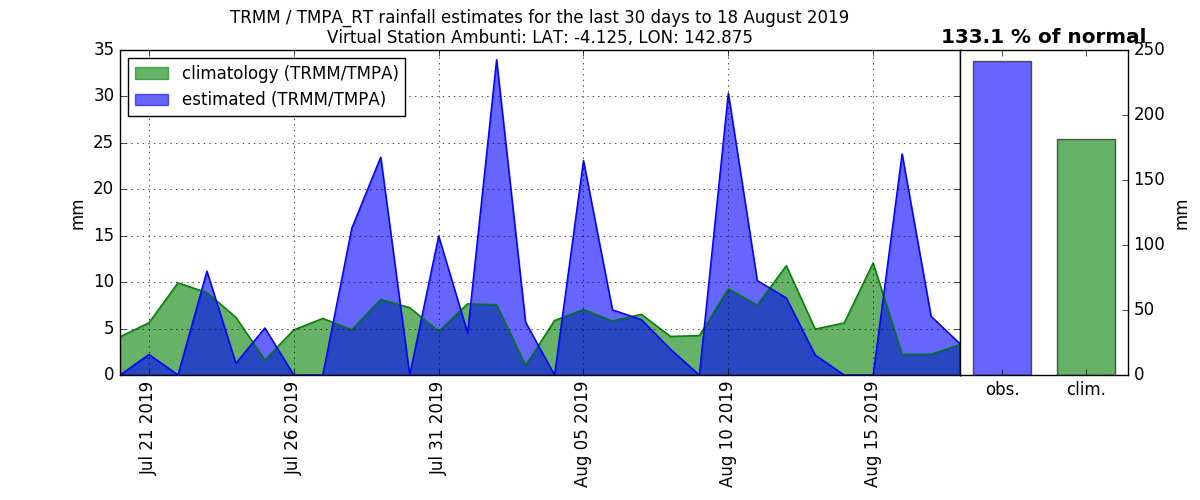 TRMM / TMPA_RT rainfall estimates for the last 30 days to 18 August 2019
Virtual Station Ambunti: LAT: -4.125, LON: 142.875
133.1 % of normal
climatology (TRMM/TMPA)
estimated (TRMM/TMPA)
35
30
25
20
15
10
5
0
mm
Jul 21 2019
Jul 26 2019
Jul 31 2019
Aug 05 2019
Aug 10 2019
Aug 15 2019
obs.
clim.
250
200
150
100
50
0
mm